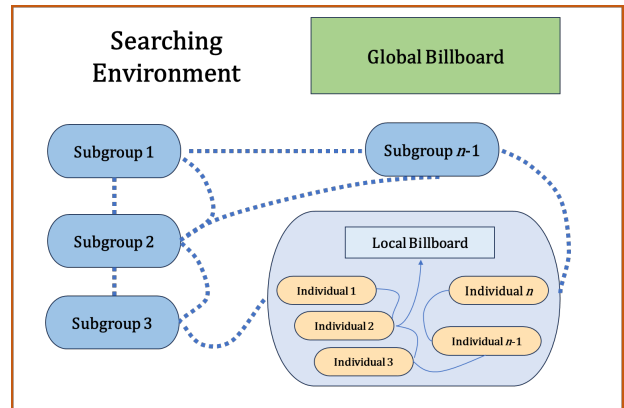 Searching
Environment
Global Billboard
Subgroup 1
Subgroup n-1
Subgroup 2
Subgroup 3
Local Billboard
Individual 1
Individual n
Individual 2
Individual n-1
Individual 3